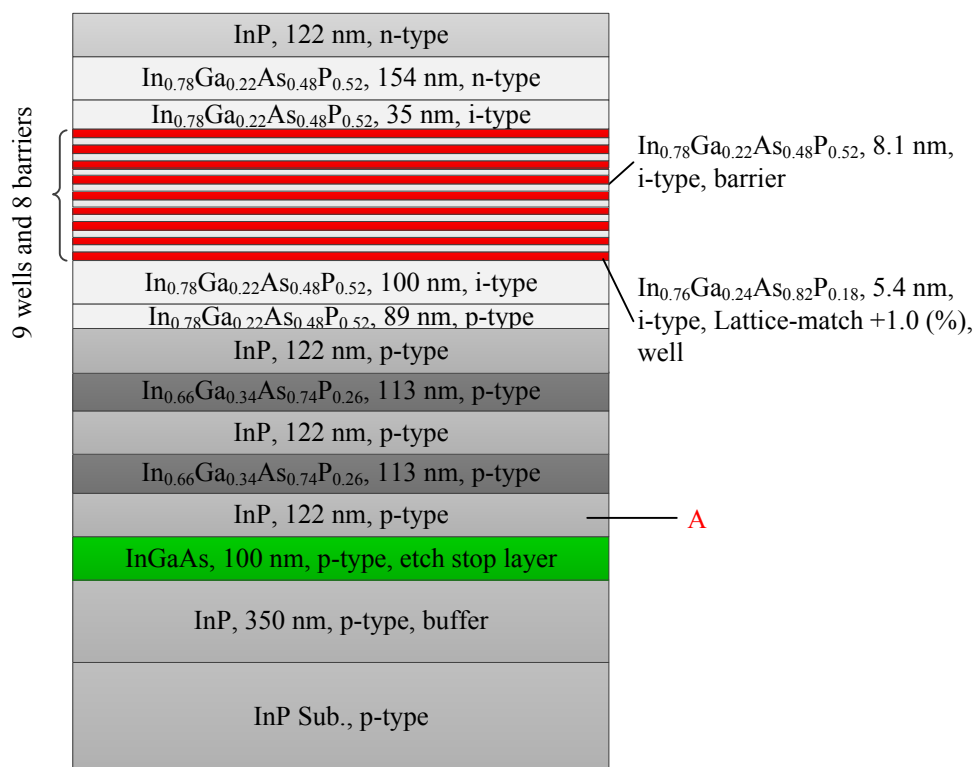 InP, 122 nm, n-type
In₀.₇₈Ga₀.₂₂As₀.₄₈P₀.₅₂, 154 nm, n-type
In₀.₇₈Ga₀.₂₂As₀.₄₈P₀.₅₂, 35 nm, i-type
9 wells and 8 barriers
In₀.₇₈Ga₀.₂₂As₀.₄₈P₀.₅₂, 8.1 nm,
i-type, barrier
In₀.₇₈Ga₀.₂₂As₀.₄₈P₀.₅₂, 100 nm, i-type
In₀.₇₆Ga₀.₂₄As₀.₈₂P₀.₁₈, 5.4 nm,
i-type, Lattice-match +1.0 (%),
well
In₀.₇₈Ga₀.₂₂As₀.₄₈P₀.₅₂, 89 nm, p-type
InP, 122 nm, p-type
In₀.₆₆Ga₀.₃₄As₀.₇₄P₀.₂₆, 113 nm, p-type
InP, 122 nm, p-type
In₀.₆₆Ga₀.₃₄As₀.₇₄P₀.₂₆, 113 nm, p-type
InP, 122 nm, p-type
A
InGaAs, 100 nm, p-type, etch stop layer
InP, 350 nm, p-type, buffer
InP Sub., p-type